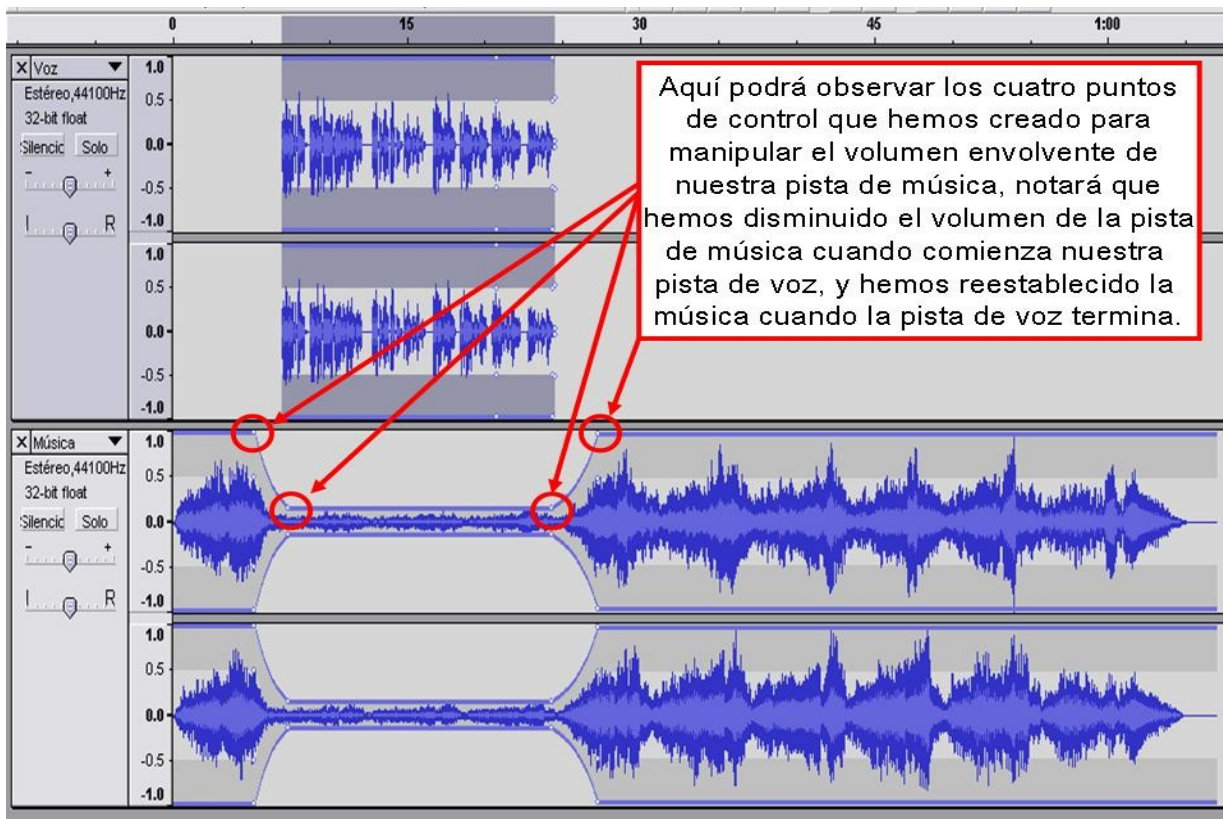 0 15 30 45 1:00
X Voz
Estéreo,44100Hz
32-bit float
Silencic Solo
- +
I R
1.0
0.5
0.0
-0.5
-1.0
1.0
0.5
0.0
-0.5
-1.0
Aquí podrá observar los cuatro puntos
de control que hemos creado para
manipular el volumen envolvente de
nuestra pista de música, notará que
hemos disminuido el volumen de la pista
de música cuando comienza nuestra
pista de voz, y hemos reestablecido la
música cuando la pista de voz termina.
X Música
Estéreo,44100Hz
32-bit float
Silencic Solo
- +
I R
1.0
0.5
0.0
-0.5
-1.0
1.0
0.5
0.0
-0.5
-1.0